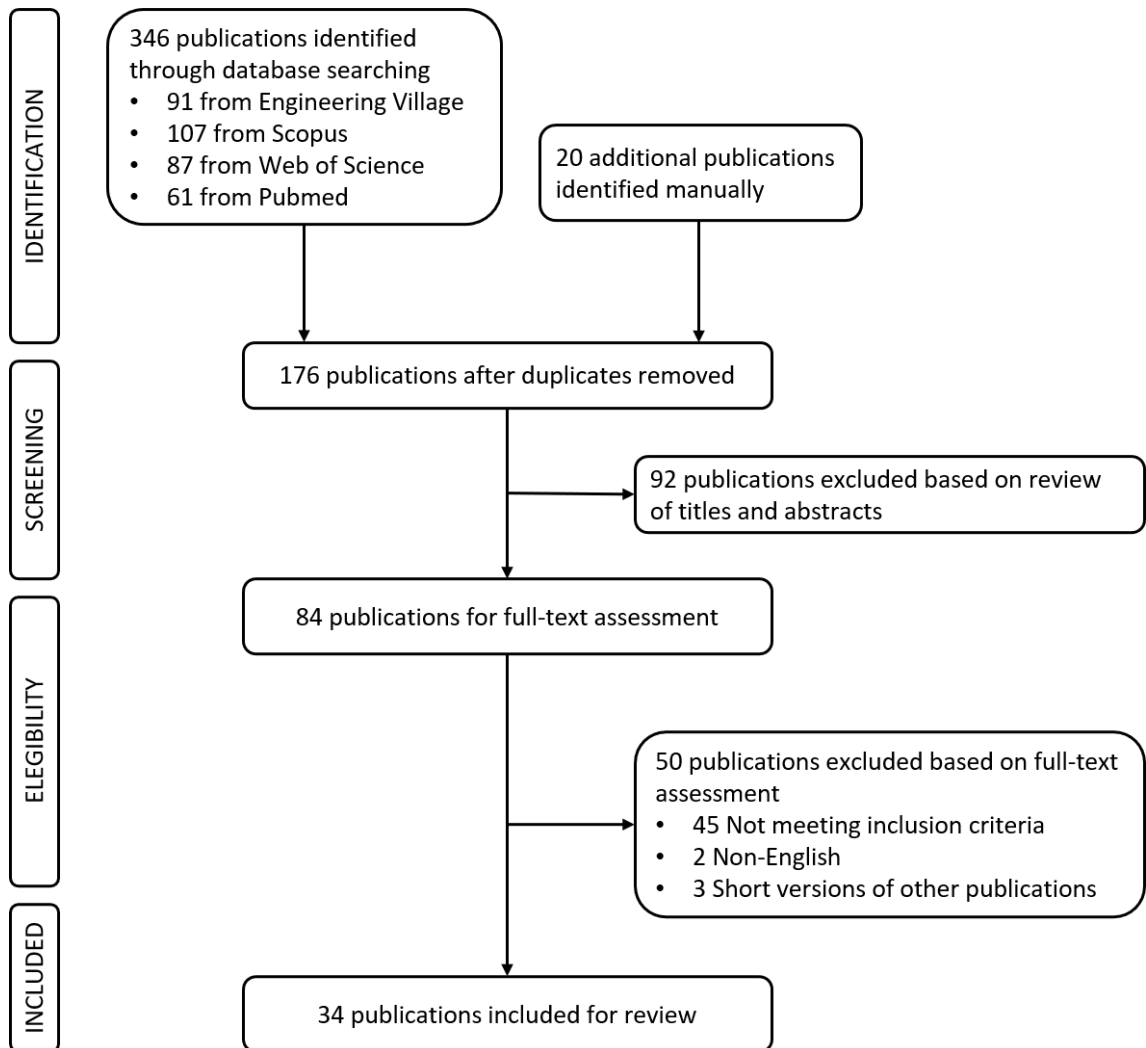 IDENTIFICATION
346 publications identified
through database searching
• 91 from Engineering Village
• 107 from Scopus
• 87 from Web of Science
• 61 from Pubmed
20 additional publications
identified manually
SCREENING
176 publications after duplicates removed
92 publications excluded based on review
of titles and abstracts
ELEGIBILITY
84 publications for full-text assessment
50 publications excluded based on full-text
assessment
• 45 Not meeting inclusion criteria
• 2 Non-English
• 3 Short versions of other publications
INCLUDED
34 publications included for review